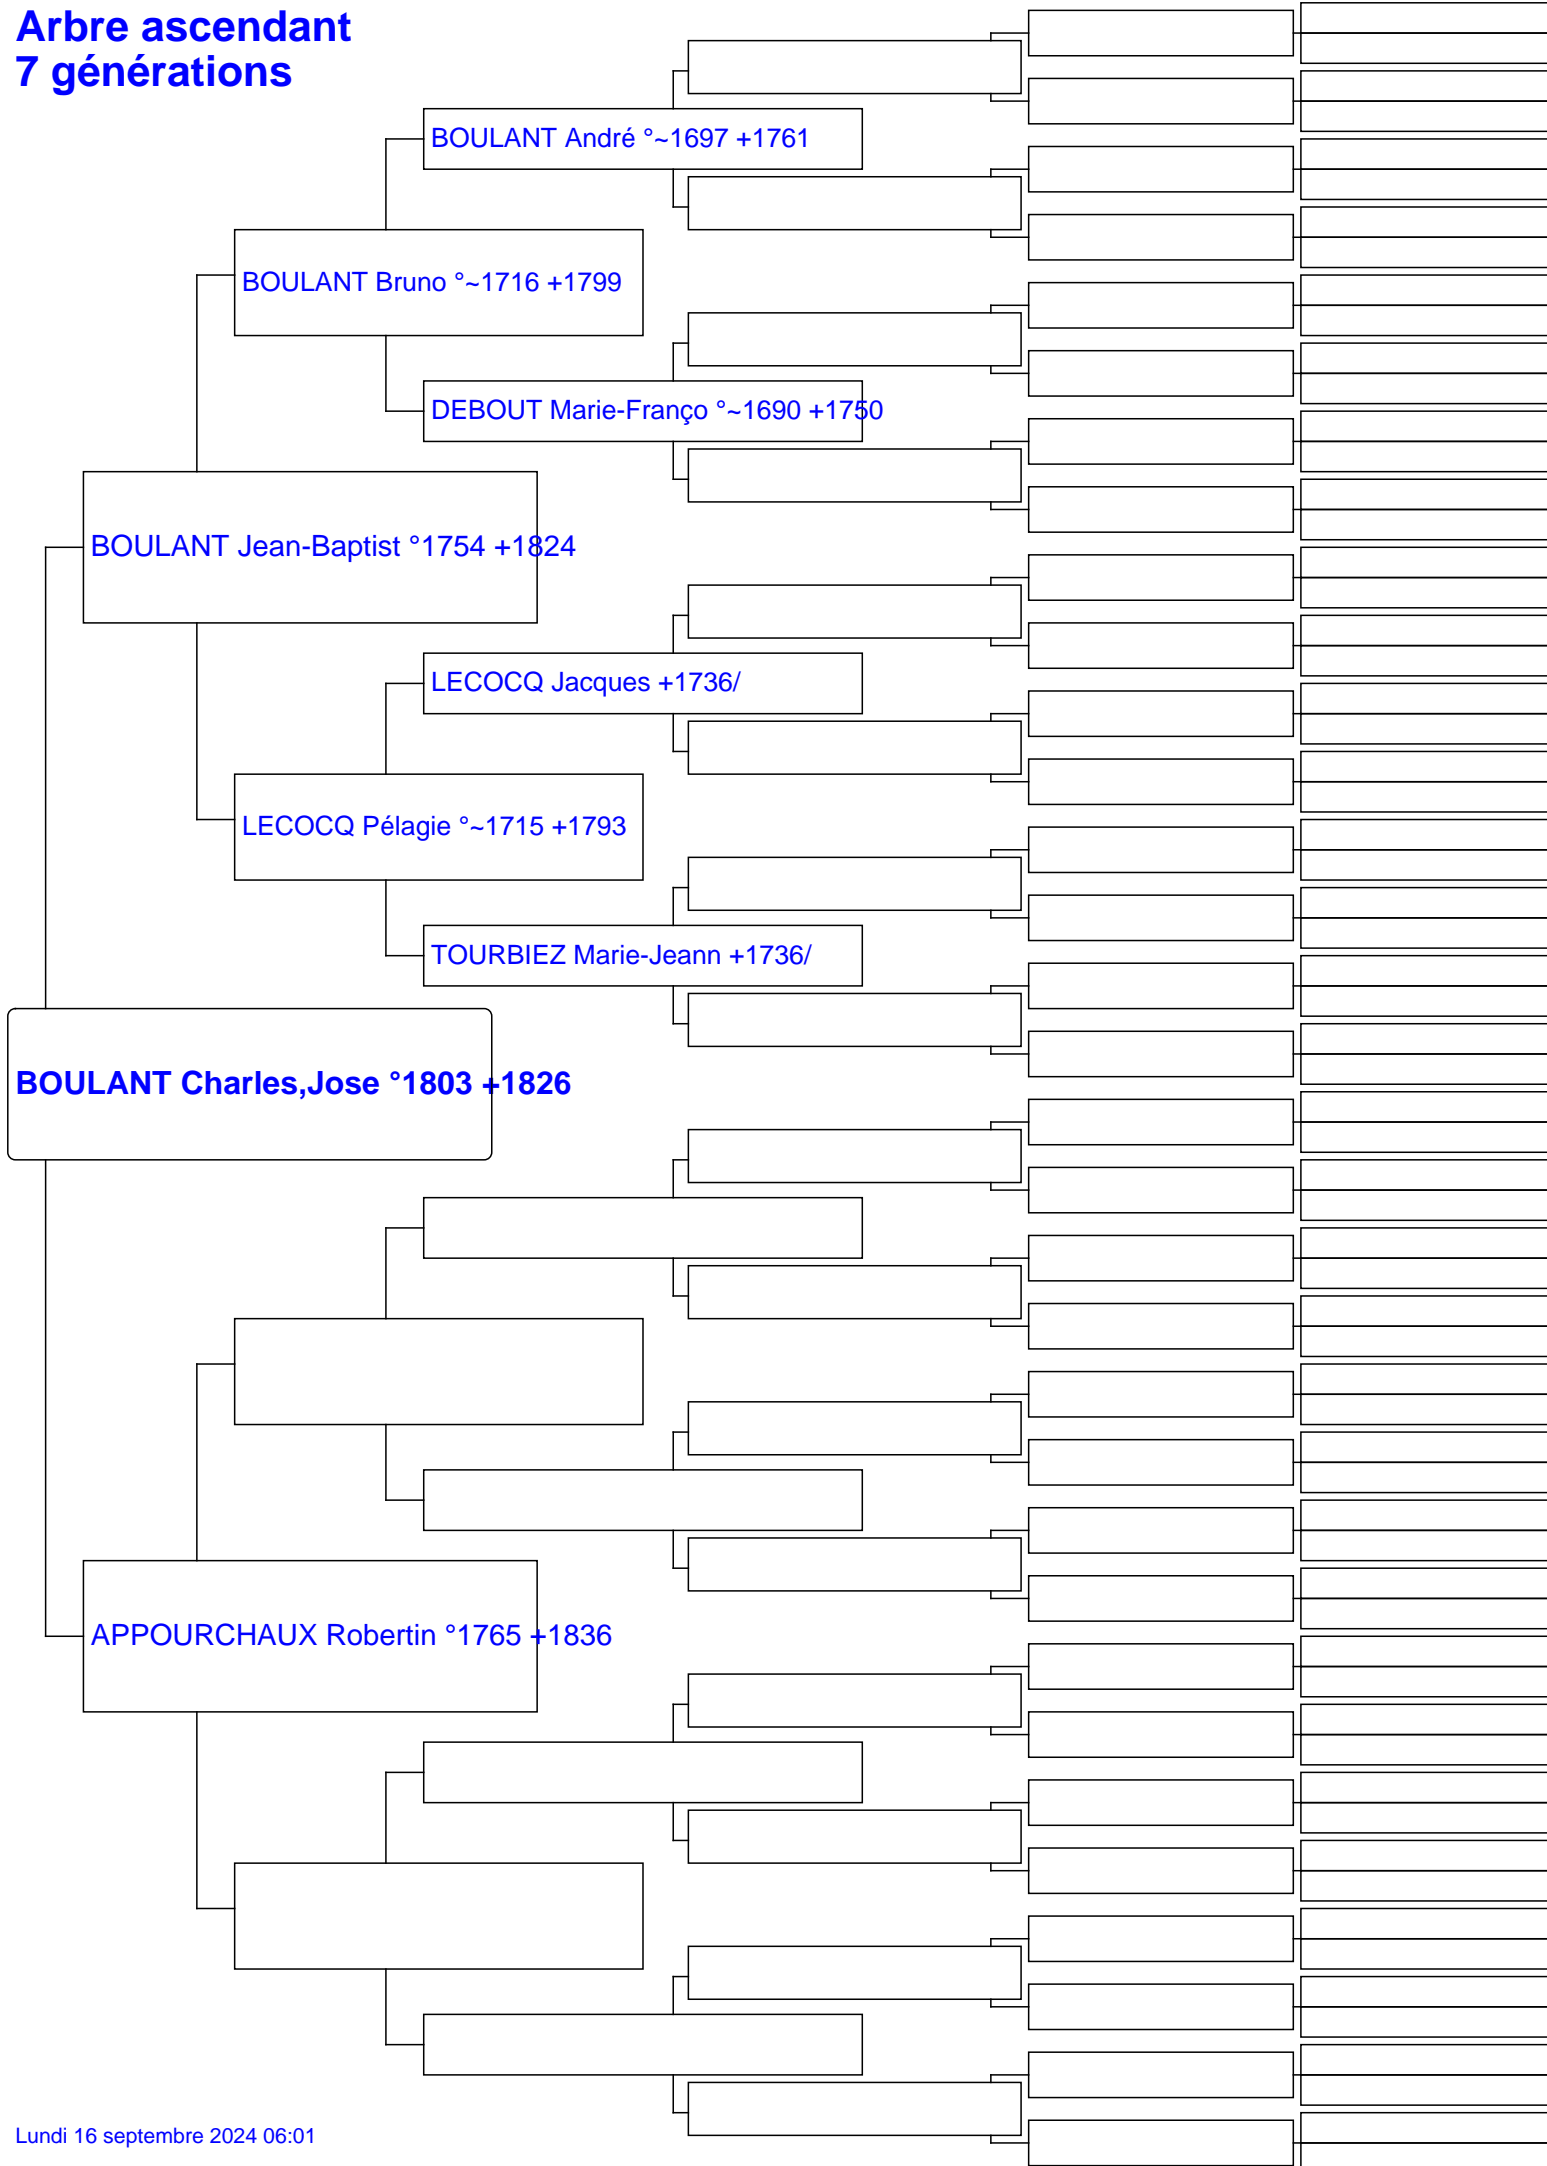 Arbre ascendant
7 générations
BOULANT André °~1697 +1761
BOULANT Bruno °~1716 +1799
DEBOUT Marie-Franço °~1690 +1750
BOULANT Jean-Baptist °1754 +1824
LECOCQ Jacques +1736/
LECOCQ Pélagie °~1715 +1793
TOURBIEZ Marie-Jeann +1736/
BOULANT Charles,Jose °1803 +1826
APPOURCHAUX Robertin °1765 +1836
Lundi 16 septembre 2024 06:01